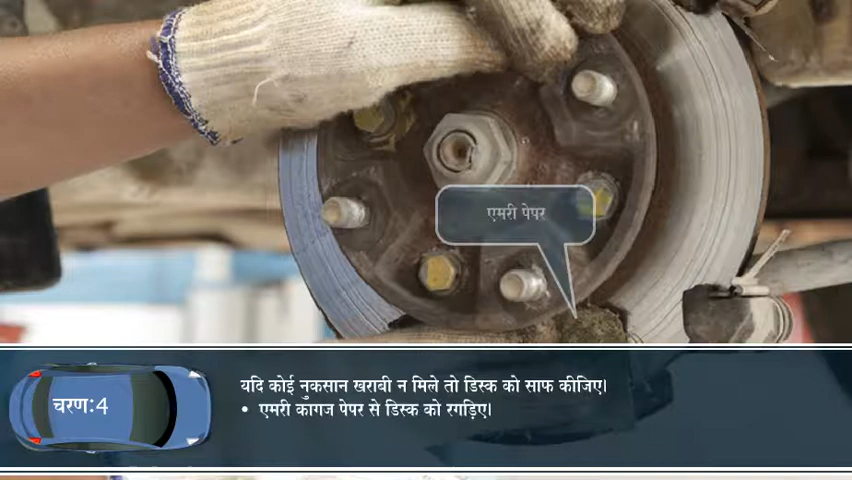 एमरी पेपर
यदि कोई नुकसान खराबी न मिले तो डिस्क को साफ कीजिए।
• एमरी कागज पेपर से डिस्क को रगड़िए।
चरण:4